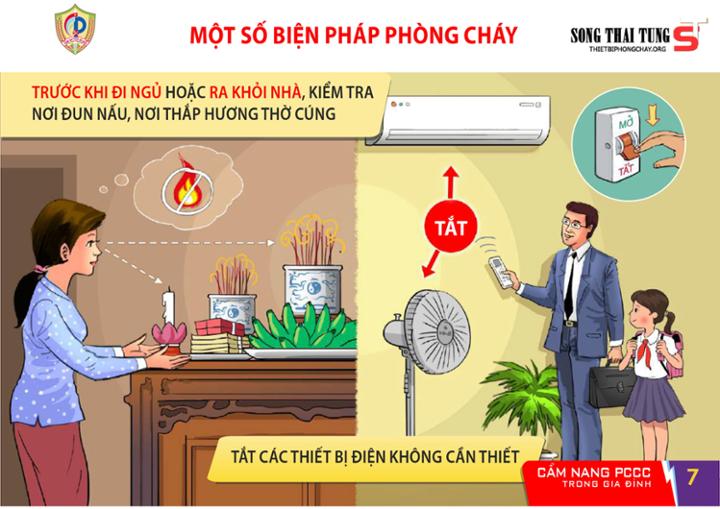 MỘT SỐ BIỆN PHÁP PHÒNG CHÁY
SONG THAI TUNG
THIETBIPHONGCHAY.ORG
ST
TRƯỚC KHI ĐI NGỦ HOẶC RA KHỎI NHÀ, KIỂM TRA
NƠI ĐUN NẤU, NƠI THẮP HƯƠNG THỜ CÚNG
MỞ
TẮT
TẮT
TẮT CÁC THIẾT BỊ ĐIỆN KHÔNG CẦN THIẾT
CẨM NANG PCCC
TRONG GIA ĐÌNH
7